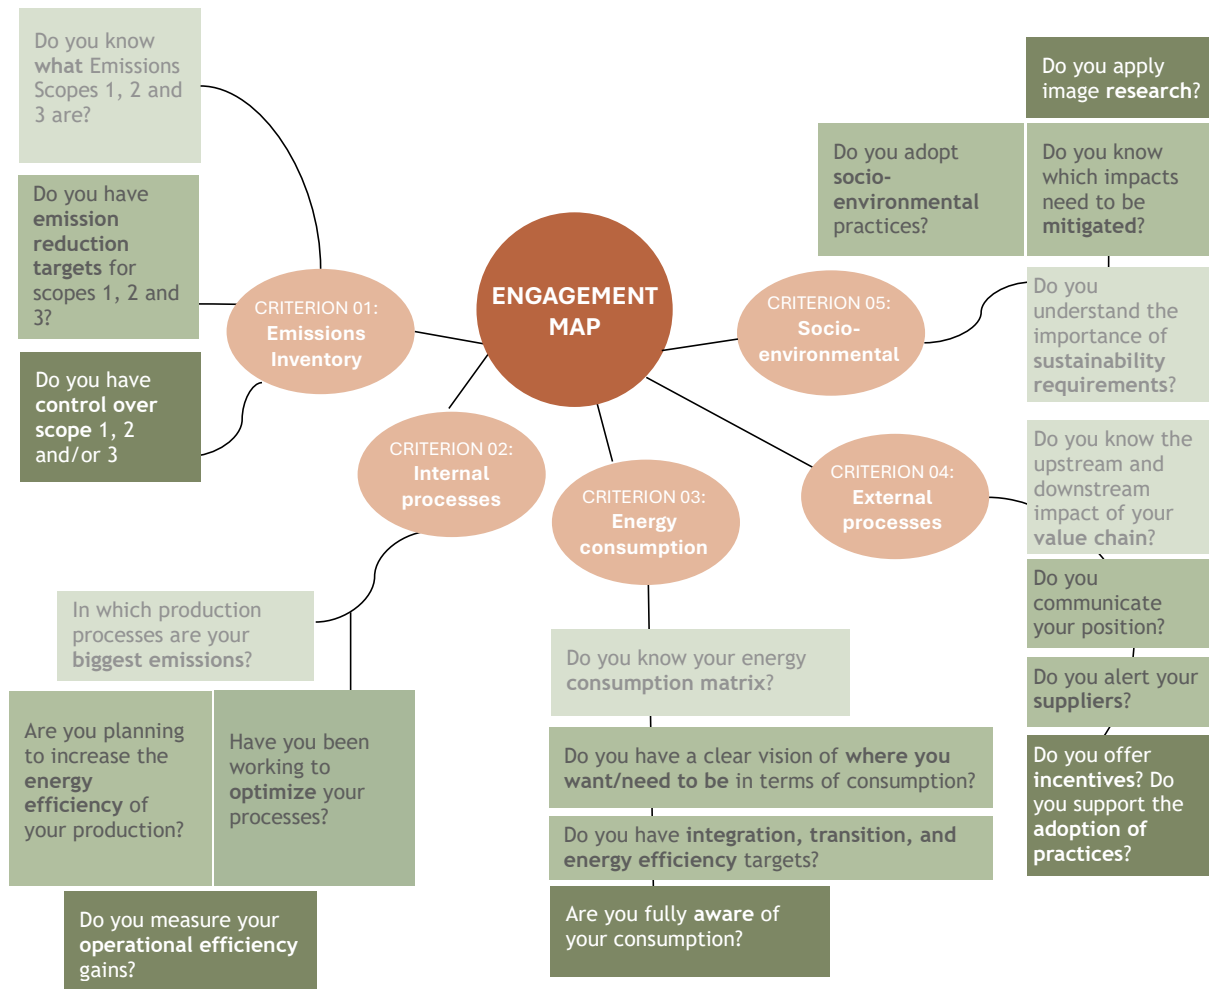 Do you know
what Emissions
Scopes 1, 2 and
3 are?
Do you have
emission
reduction
targets for
scopes 1, 2 and
3?
Do you have
control over
scope 1, 2
and/or 3
CRITERION 01:
Emissions
Inventory
ENGAGEMENT
MAP
CRITERION 05:
Socio-
environmental
Do you apply
image research?
Do you adopt
socio-
environmental
practices?
Do you know
which impacts
need to be
mitigated?
Do you
understand the
importance of
sustainability
requirements?
CRITERION 02:
Internal
processes
CRITERION 03:
Energy
consumption
CRITERION 04:
External
processes
Do you know the
upstream and
downstream
impact of your
value chain?
Do you
communicate
your position?
Do you alert your
suppliers?
Do you offer
incentives? Do
you support the
adoption of
practices?
In which production
processes are your
biggest emissions?
Are you planning
to increase the
energy
efficiency of
your production?
Have you been
working to
optimize your
processes?
Do you measure your
operational efficiency
gains?
Do you know your energy
consumption matrix?
Do you have a clear vision of where you
want/need to be in terms of consumption?
Do you have integration, transition, and
energy efficiency targets?
Are you fully aware of
your consumption?